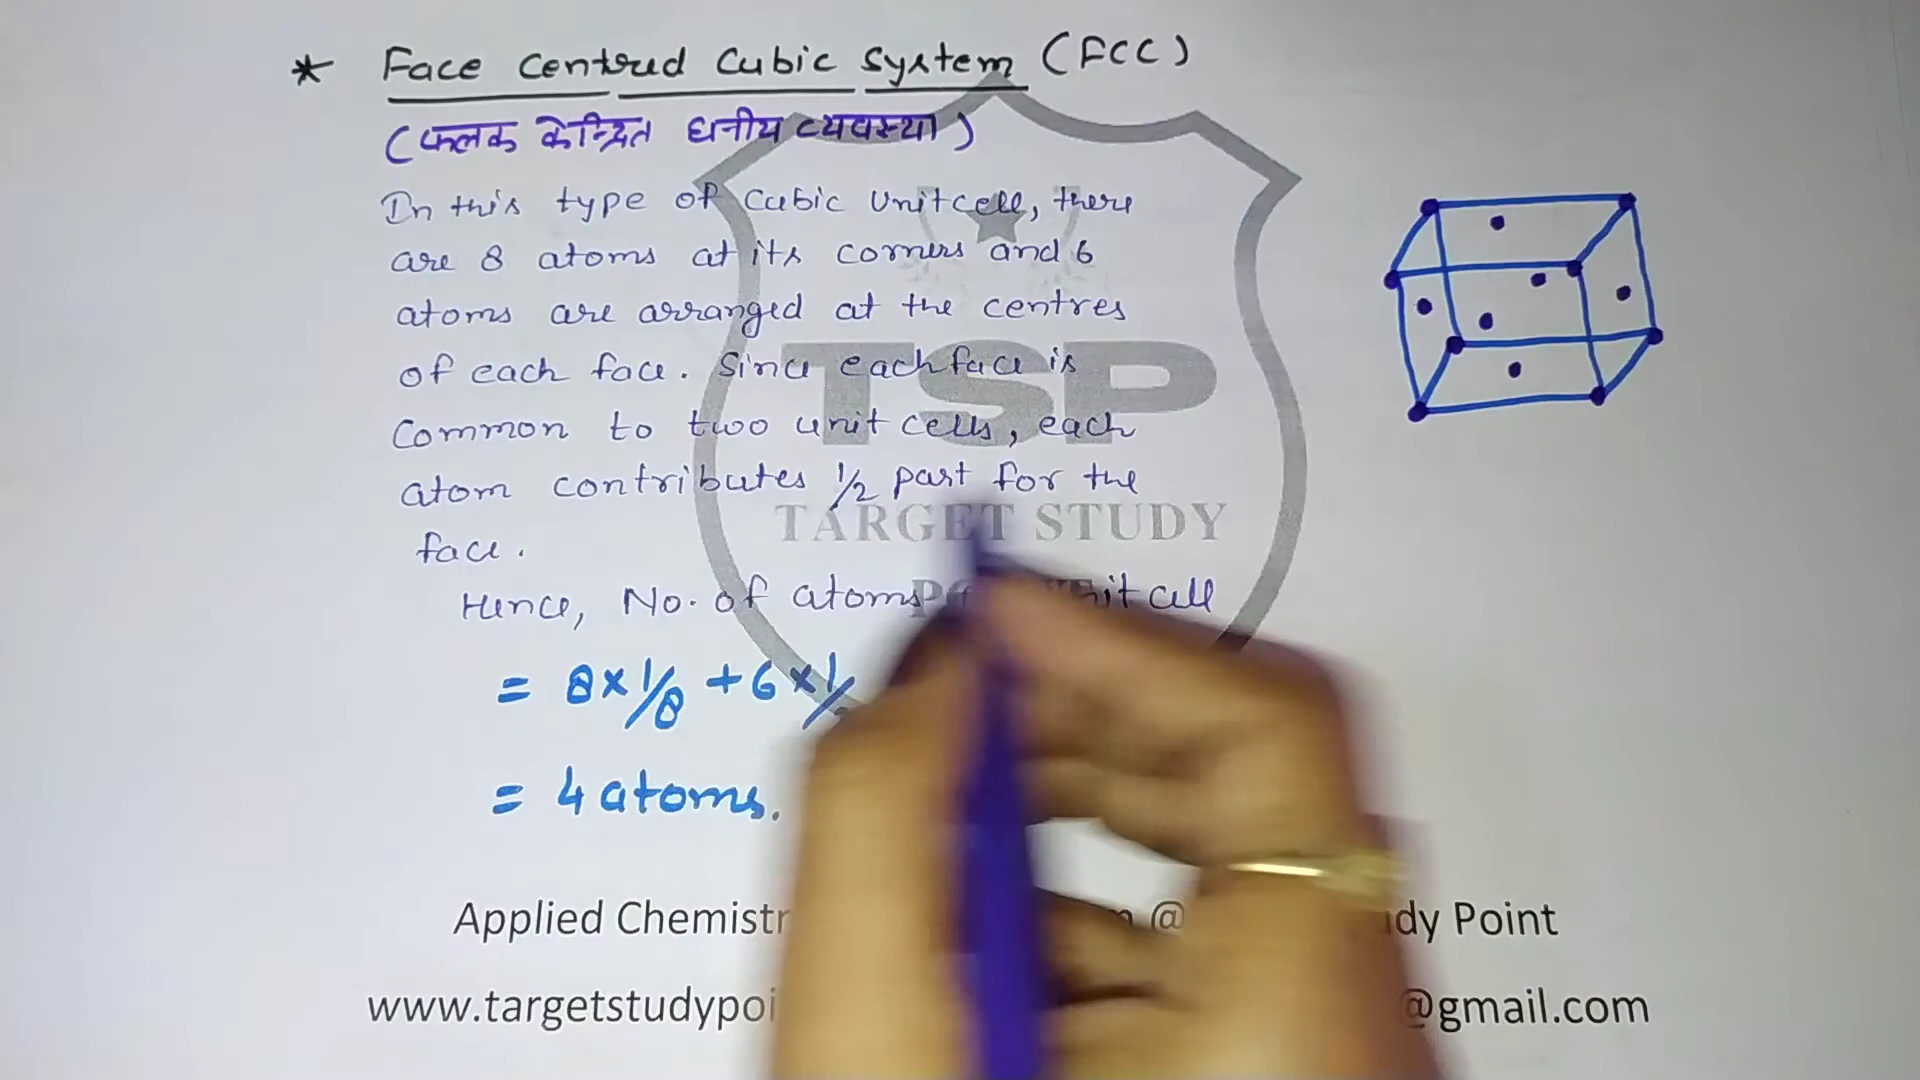 * Face Centred Cubic System (FCC)
(फलक केन्द्रित घनीय व्यवस्था)
In this type of Cubic Unitcell, there
are 8 atoms at its corners and 6
atoms are arranged at the centres
of each face. Since each face is
Common to two unit cells, each
atom contributes 1/2 part for the
face.
Hence, No. of atoms cell
= 8 x 1/8 + 6 x 1/
= 4 atoms.
TSP
TARGET STUDY
Applied Chemistr @ dy Point
www.targetstudypoi @gmail.com